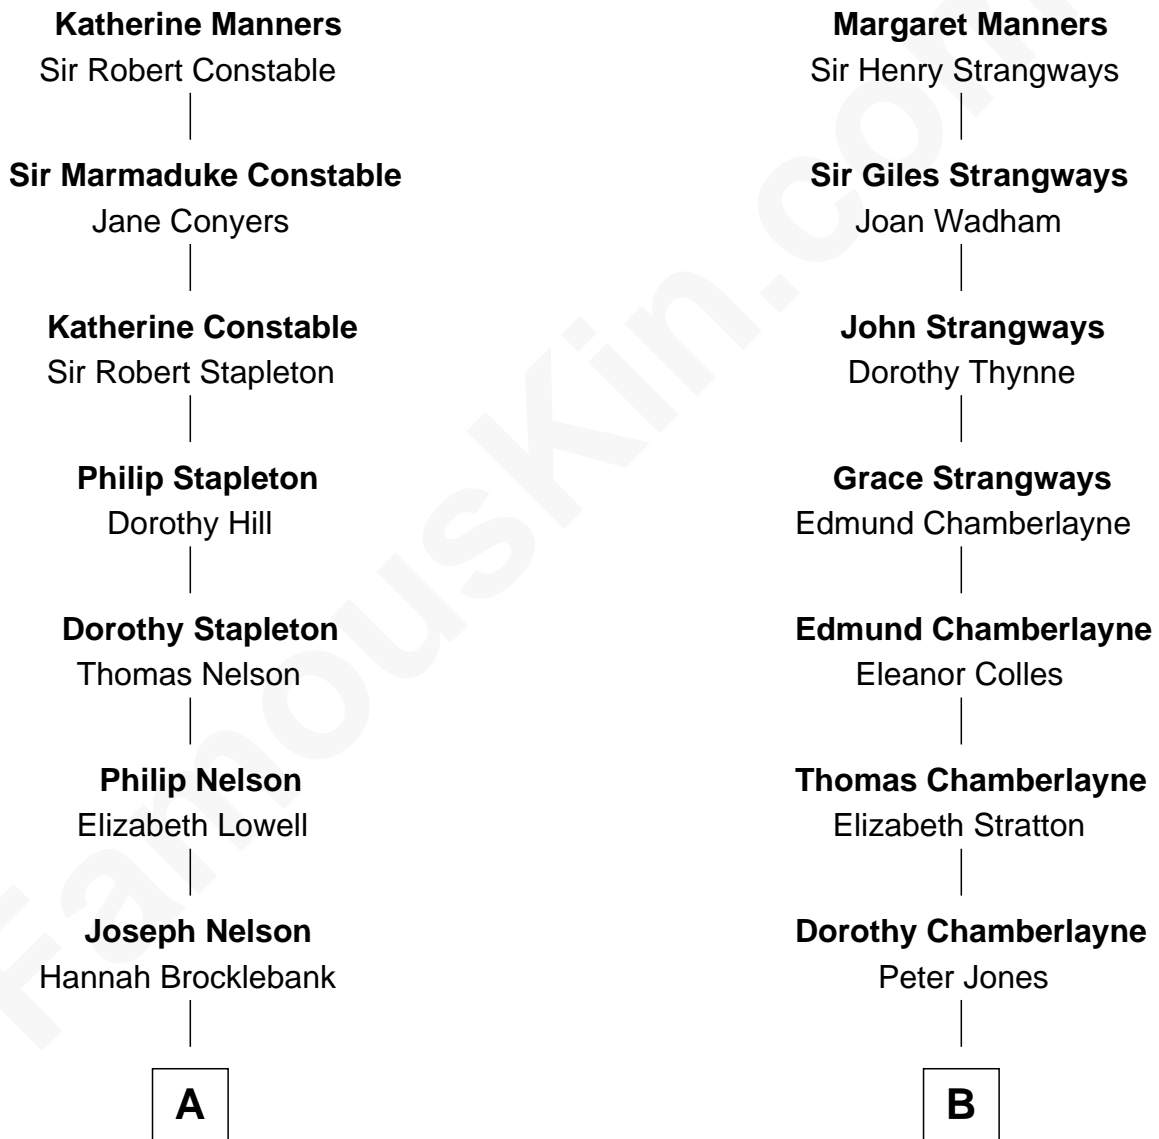 Katherine Manners
Sir Robert Constable
Sir Marmaduke Constable
Jane Conyers
Katherine Constable
Sir Robert Stapleton
Philip Stapleton
Dorothy Hill
Dorothy Stapleton
Thomas Nelson
Philip Nelson
Elizabeth Lowell
Joseph Nelson
Hannah Brocklebank
A
Margaret Manners
Sir Henry Strangways
Sir Giles Strangways
Joan Wadham
John Strangways
Dorothy Thynne
Grace Strangways
Edmund Chamberlayne
Edmund Chamberlayne
Eleanor Colles
Thomas Chamberlayne
Elizabeth Stratton
Dorothy Chamberlayne
Peter Jones
B
FamousKin.com